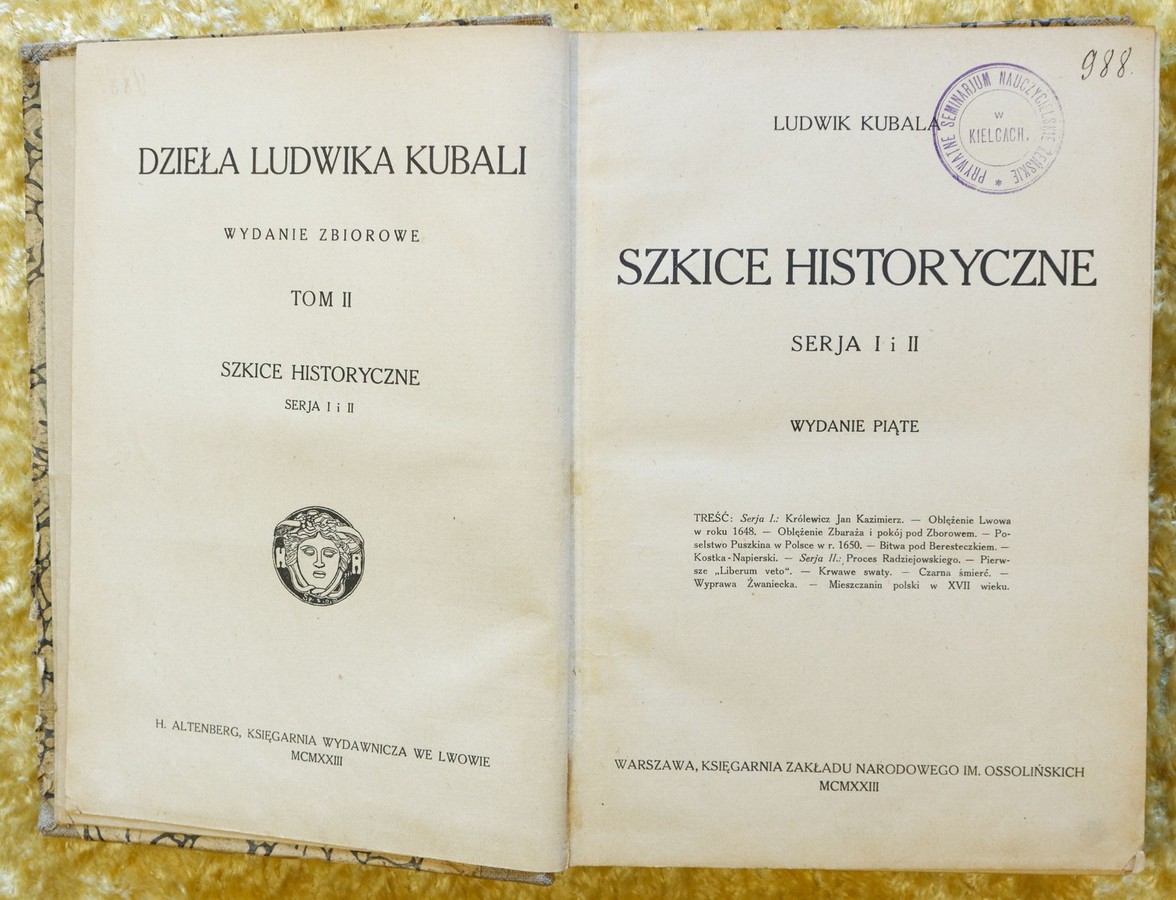 DZIEŁA LUDWIKA KUBALI
WYDANIE ZBIOROWE
TOM II
SZKICE HISTORYCZNE
SERJA I i II
H. ALTENBERG, KSIĘGARNIA WYDAWNICZA WE LWOWIE
MCMXXIII
988.
LUDWIK KUBALA
PRYWATNE SEMINARJUM NAUCZYCIELSKIE ŻEŃSKIE *
W
KIELCACH.
SZKICE HISTORYCZNE
SERJA I i II
WYDANIE PIĄTE
TREŚĆ: Serja I.: Królewicz Jan Kazimierz. — Oblężenie Lwowa
w roku 1648. — Oblężenie Zbaraża i pokój pod Zborowem. — Po-
selstwo Puszkina w Polsce w r. 1650. — Bitwa pod Beresteczkiem. —
Kostka-Napierski. — Serja II.: Proces Radziejowskiego. — Pierw-
sze „Liberum veto“. — Krwawe swaty. — Czarna śmierć. —
Wyprawa Żwaniecka. — Mieszczanin polski w XVII wieku.
WARSZAWA, KSIĘGARNIA ZAKŁADU NARODOWEGO IM. OSSOLIŃSKICH
MCMXXIII